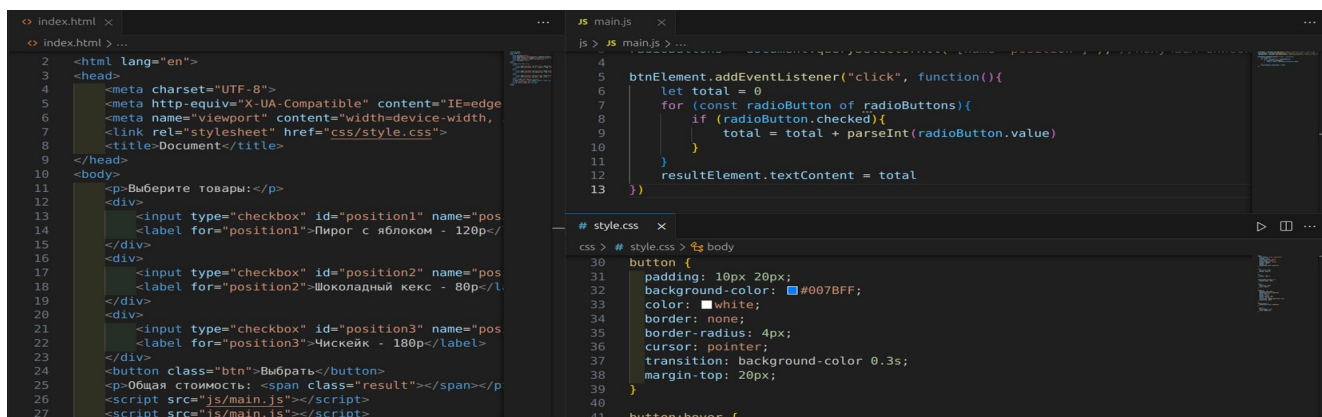 index.html
index.html > ...
2 <html lang="en">
3 <head>
4 <meta charset="UTF-8">
5 <meta http-equiv="X-UA-Compatible" content="IE=edge
6 <meta name="viewport" content="width=device-width,
7 <link rel="stylesheet" href="css/style.css">
8 <title>Document</title>
9 </head>
10 <body>
11 <p>Выберите товары:</p>
12 <div>
13 <input type="checkbox" id="position1" name="pos
14 <label for="position1">Пирог с яблоком - 120р</
15 </div>
16 <div>
17 <input type="checkbox" id="position2" name="pos
18 <label for="position2">Шоколадный кекс - 80р</l
19 </div>
20 <div>
21 <input type="checkbox" id="position3" name="pos
22 <label for="position3">Чискейк - 180р</label>
23 </div>
24 <button class="btn">Выбрать</button>
25 <p>Общая стоимость: <span class="result"></span></p
26 <script src="js/main.js"></script>
27 <script src="js/main.js"></script>
JS main.js
js > JS main.js > ...
4
5 btnElement.addEventListener("click", function(){
6 let total = 0
7 for (const radioButton of radioButtons){
8 if (radioButton.checked){
9 total = total + parseInt(radioButton.value)
10 }
11 }
12 resultElement.textContent = total
13 })
# style.css
css > # style.css > body
30 button {
31 padding: 10px 20px;
32 background-color: #007BFF;
33 color: white;
34 border: none;
35 border-radius: 4px;
36 cursor: pointer;
37 transition: background-color 0.3s;
38 margin-top: 20px;
39 }
40
41 button:hover {